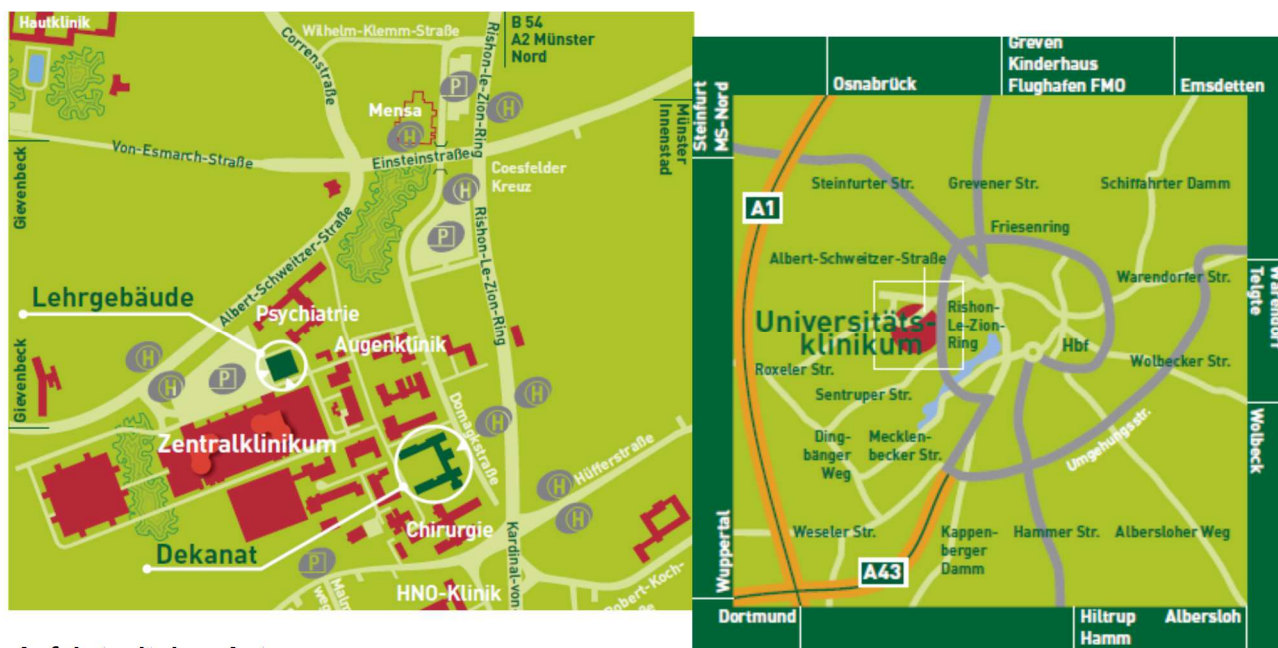 Hautklinik
Wilhelm-Klemm-Straße
B 54
A2 Münster
Nord
Correnstraße
Rishon-le-Zion-Ring
P
H
Mensa
H
Münster
Innenstad
Von-Esmarch-Straße
Einsteinstraße
Coesfelder
Kreuz
H
Gievenbeck
P
Rishon-Le-Zion-Ring
Albert-Schweitzer-Straße
Lehrgebäude
Psychiatrie
Augenklinik
H
H
P
Gievenbeck
H
H
Domagkstraße
Zentralklinikum
Hüfferstraße
H
H
Chirurgie
Dekanat
P
Kardinal-von-
HNO-Klinik
weg
Robert-Koch-
Steinfurt
MS-Nord
Osnabrück
Greven
Kinderhaus
Flughafen FMO
Emsdetten
Steinfurter Str.
Grevener Str.
Schiffahrter Damm
A1
Friesenring
Albert-Schweitzer-Straße
Warendorfer Str.
Telgte
Universitäts-
klinikum
Rishon-
Le-Zion-
Ring
Hbf
Wolbecker Str.
Roxeler Str.
Sentruper Str.
Ding-
bänger
Weg
Mecklen-
becker Str.
Umgehungsstr.
Wolbeck
Weseler Str.
Kappen-
berger
Damm
Hammer Str.
Albersloher Weg
A43
Wuppertal
Dortmund
Hiltrup
Hamm
Albersloh